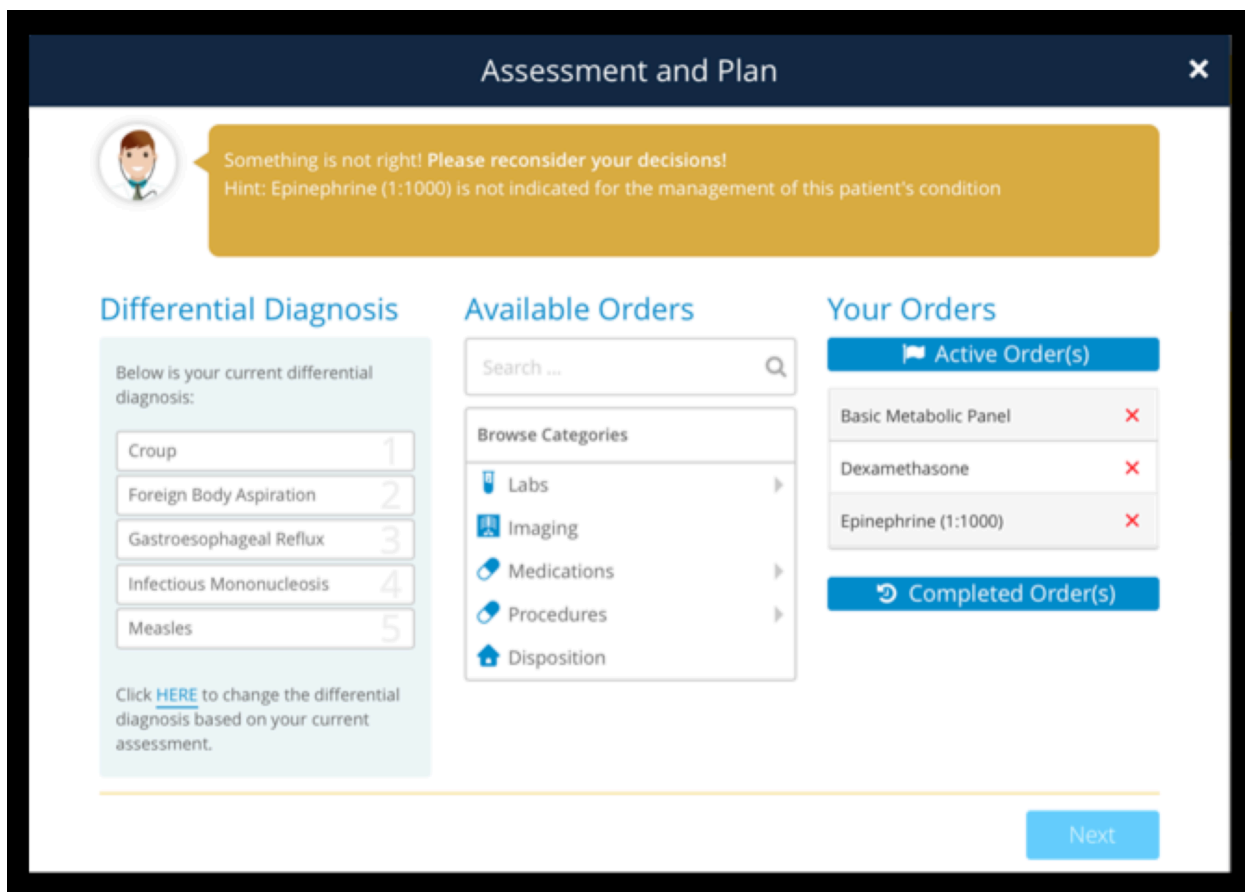 Assessment and Plan
Something is not right! Please reconsider your decisions!
Hint: Epinephrine (1:1000) is not indicated for the management of this patient's condition
Differential Diagnosis
Below is your current differential
diagnosis:
Croup 1
Foreign Body Aspiration 2
Gastroesophageal Reflux 3
Infectious Mononucleosis 4
Measles 5
Click HERE to change the differential
diagnosis based on your current
assessment.
Available Orders
Search ...
Browse Categories
Labs
Imaging
Medications
Procedures
Disposition
Your Orders
Active Order(s)
Basic Metabolic Panel
Dexamethasone
Epinephrine (1:1000)
Completed Order(s)
Next